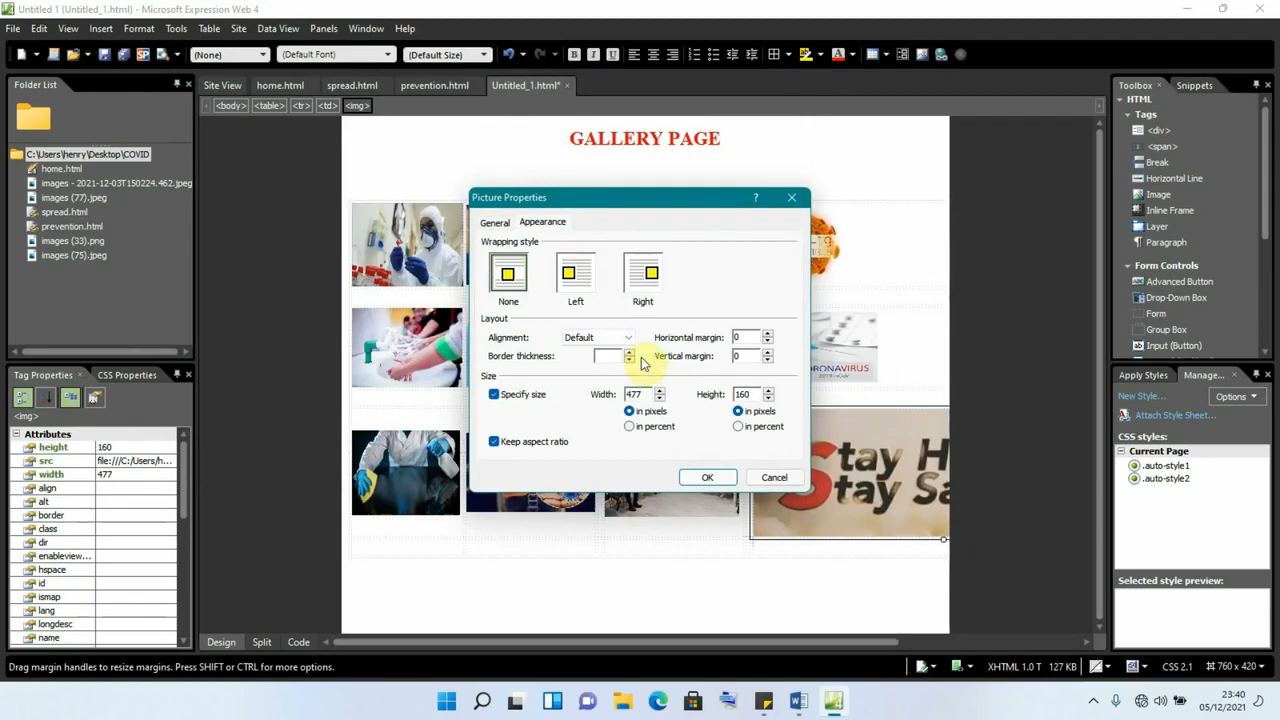 Untitled 1 (Untitled_1.html) - Microsoft Expression Web 4
File Edit View Insert Format Tools Table Site Data View Panels Window Help
(None) (Default Font) (Default Size) B I U
Folder List
C:\Users\henry\Desktop\COVID
home.html
images - 2021-12-03T150224.462.jpeg
images (77).jpeg
spread.html
prevention.html
images (33).png
images (75).jpeg
Tag Properties CSS Properties
<img>
Attributes
height 160
src file:///C:/Users/h...
width 477
align
alt
border
class
dir
enableview...
hspace
id
ismap
lang
longdesc
name
Site View home.html spread.html prevention.html Untitled_1.html*
<body> <table> <tr> <td> <img>
GALLERY PAGE
Picture Properties
General Appearance
Wrapping style
None Left Right
Layout
Alignment: Default Horizontal margin: 0
Border thickness: Vertical margin: 0
Size
Specify size Width: 477 Height: 160
in pixels in pixels
in percent in percent
Keep aspect ratio
OK Cancel
ORONAVIRUS
Stay H
Stay Sa
Design Split Code
Toolbox Snippets
HTML
Tags
<div>
<span>
Break
Horizontal Line
Image
Inline Frame
Layer
Paragraph
Form Controls
Advanced Button
Drop-Down Box
Form
Group Box
Input (Button)
Apply Styles Manage...
New Style... Options
Attach Style Sheet...
CSS styles:
Current Page
.auto-style1
.auto-style2
Selected style preview:
Drag margin handles to resize margins. Press SHIFT or CTRL for more options.
XHTML 1.0 T 127 KB CSS 2.1 760 x 420
23:40
05/12/2021